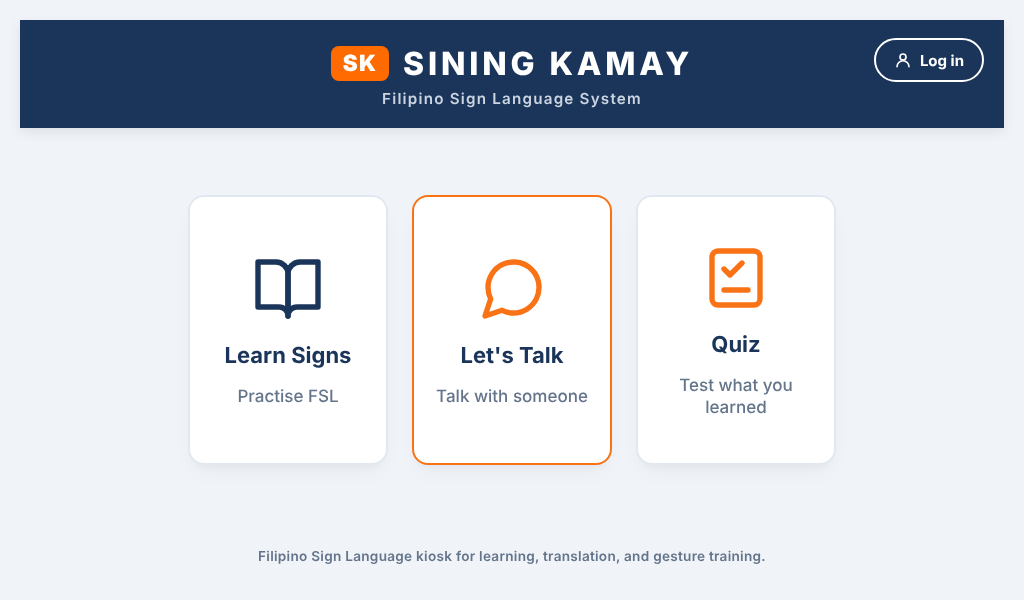 SK SINING KAMAY
Filipino Sign Language System
Log in
Learn Signs
Practise FSL
Let's Talk
Talk with someone
Quiz
Test what you
learned
Filipino Sign Language kiosk for learning, translation, and gesture training.